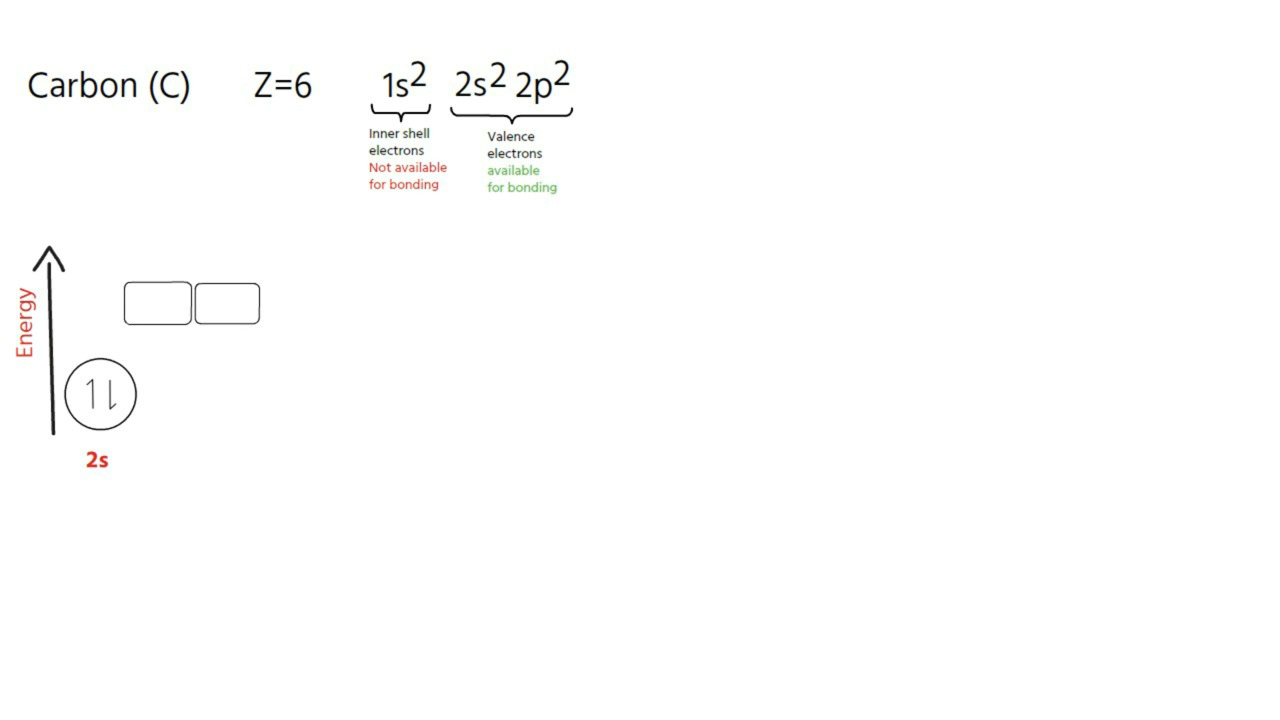 Carbon (C) Z=6 1s² 2s² 2p²
Inner shell
electrons
Not available
for bonding
Valence
electrons
available
for bonding
Energy
1⇂
2s